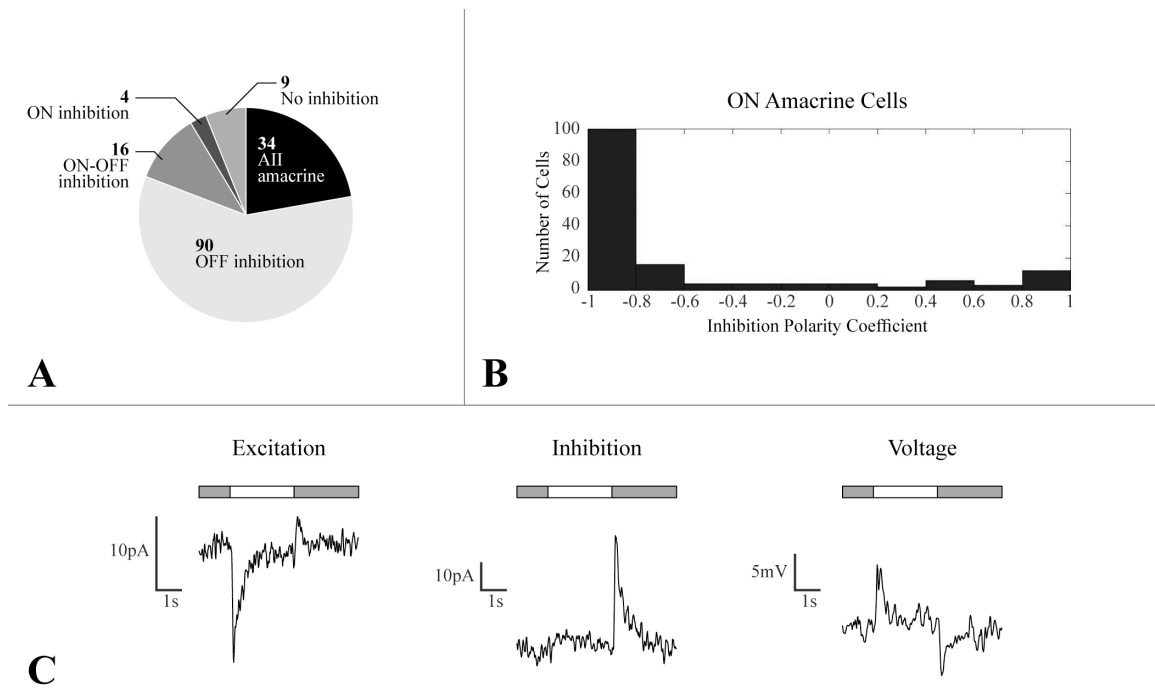 9
No inhibition
4
ON inhibition
16
ON-OFF
inhibition
34
AII
amacrine
90
OFF inhibition
A
ON Amacrine Cells
Number of Cells
100
80
60
40
20
0
-1 -0.8 -0.6 -0.4 -0.2 0 0.2 0.4 0.6 0.8 1
Inhibition Polarity Coefficient
B
Excitation
10pA
1s
Inhibition
10pA
1s
Voltage
5mV
1s
C